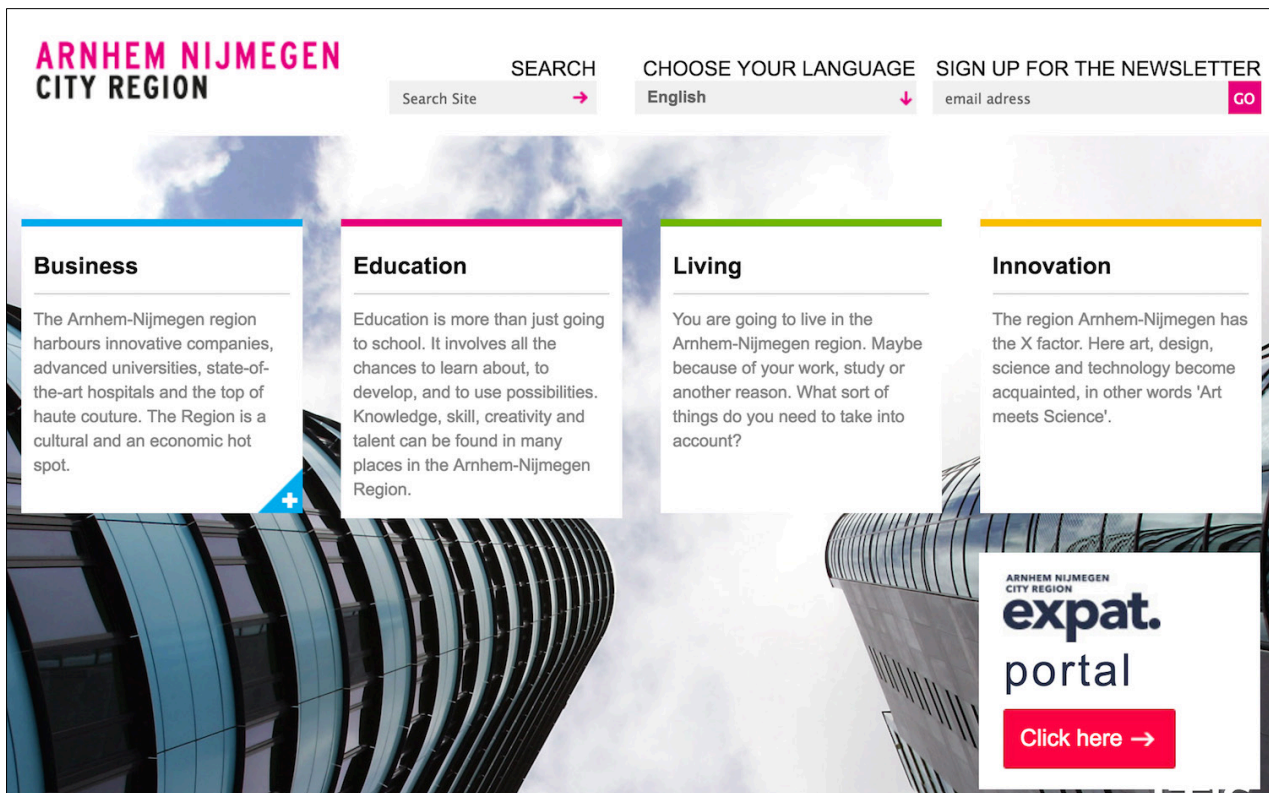 ARNHEM NIJMEGEN
CITY REGION
SEARCH
Search Site
CHOOSE YOUR LANGUAGE
English
SIGN UP FOR THE NEWSLETTER
email adress
GO
Business
The Arnhem-Nijmegen region
harbours innovative companies,
advanced universities, state-of-
the-art hospitals and the top of
haute couture. The Region is a
cultural and an economic hot
spot.
Education
Education is more than just going
to school. It involves all the
chances to learn about, to
develop, and to use possibilities.
Knowledge, skill, creativity and
talent can be found in many
places in the Arnhem-Nijmegen
Region.
Living
You are going to live in the
Arnhem-Nijmegen region. Maybe
because of your work, study or
another reason. What sort of
things do you need to take into
account?
Innovation
The region Arnhem-Nijmegen has
the X factor. Here art, design,
science and technology become
acquainted, in other words 'Art
meets Science'.
ARNHEM NIJMEGEN
CITY REGION
expat.
portal
Click here →